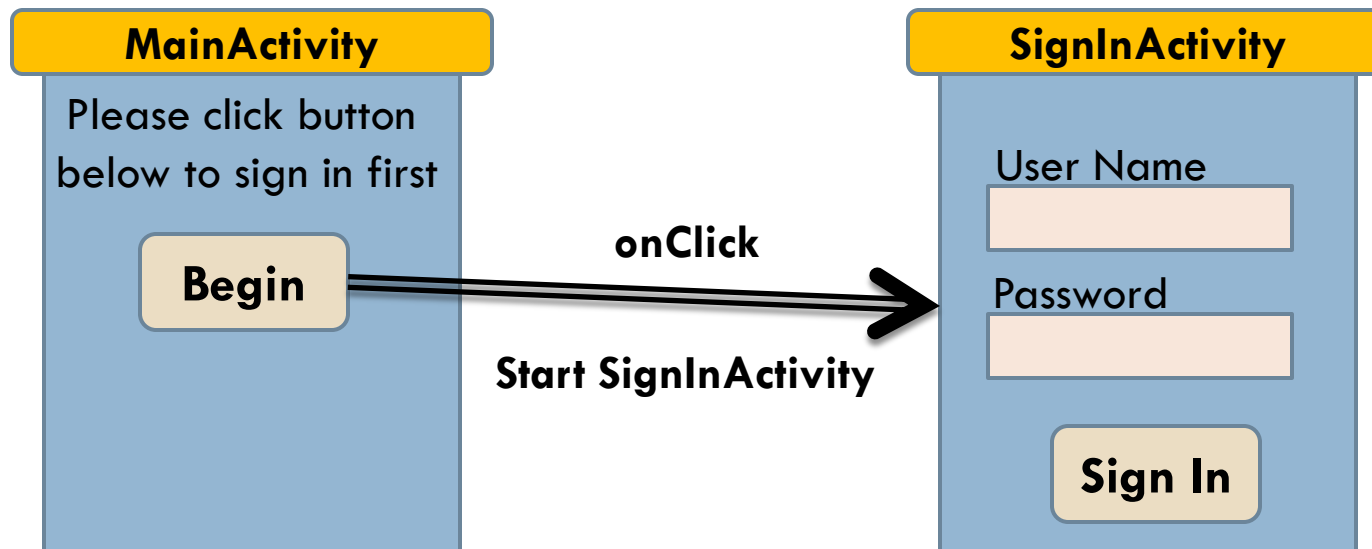 MainActivity
Please click button
below to sign in first
Begin
onClick
Start SignInActivity
SignInActivity
User Name
Password
Sign In